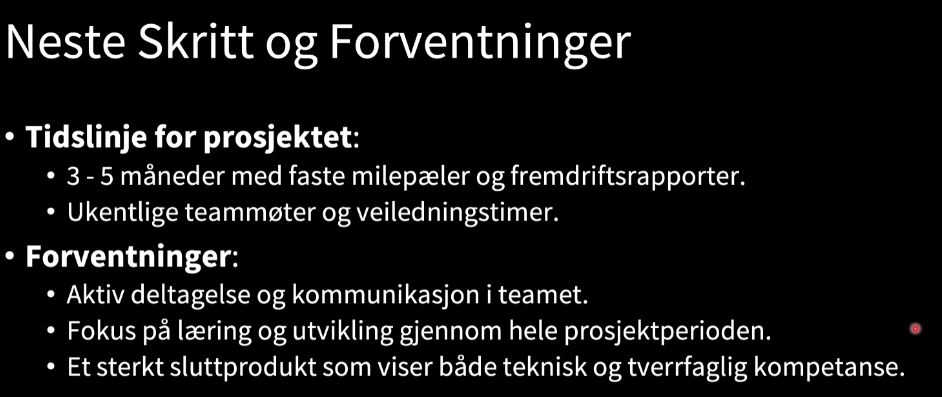 Neste Skritt og Forventninger
• Tidslinje for prosjektet:
• 3 - 5 måneder med faste milepæler og fremdriftsrapporter.
• Ukentlige teammøter og veiledningstimer.
• Forventninger:
• Aktiv deltagelse og kommunikasjon i teamet.
• Fokus på læring og utvikling gjennom hele prosjektperioden.
• Et sterkt sluttprodukt som viser både teknisk og tverrfaglig kompetanse.